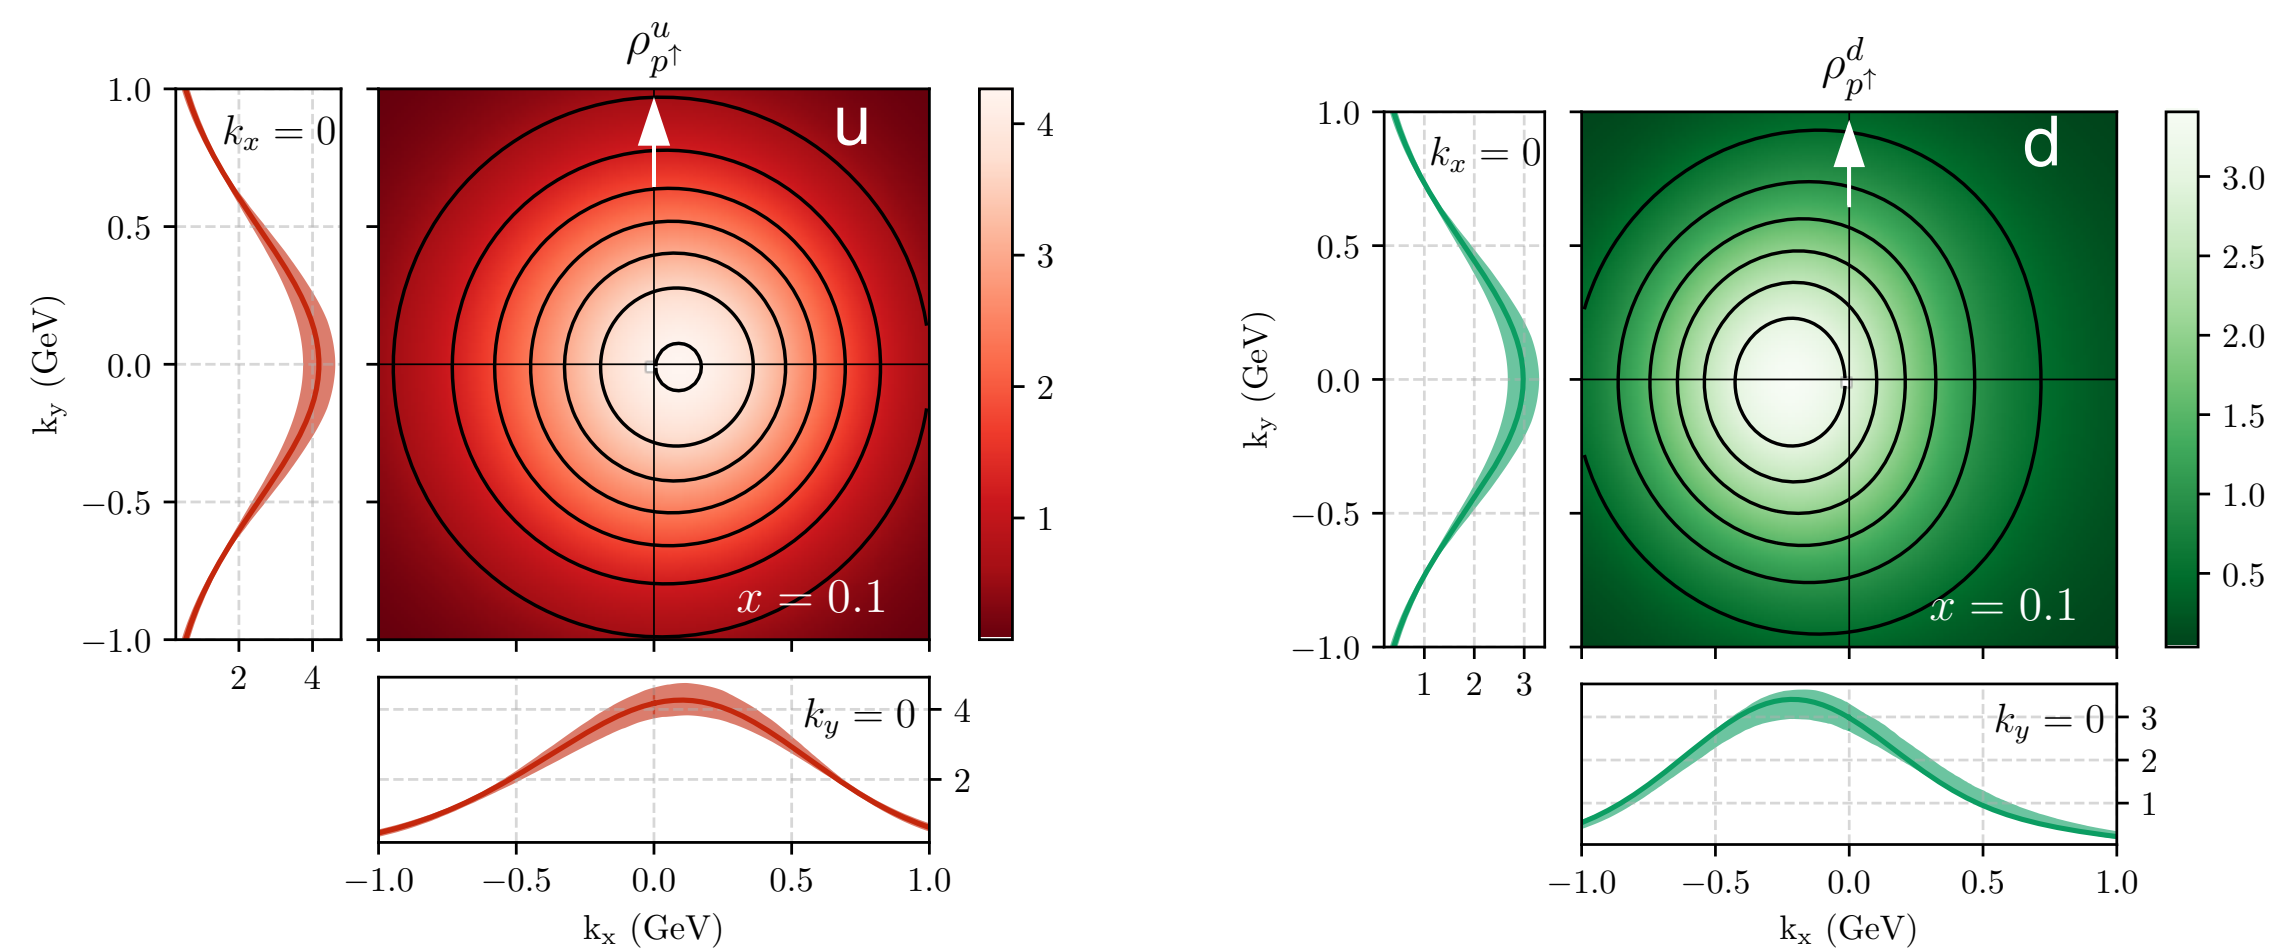 ρ^u_{p↑}
u
k_x = 0
x = 0.1
k_y = 0
k_y (GeV)
1.0
0.5
0.0
−0.5
−1.0
2 4
4
3
2
1
4
2
−1.0 −0.5 0.0 0.5 1.0
k_x (GeV)
ρ^d_{p↑}
d
k_x = 0
x = 0.1
k_y = 0
k_y (GeV)
1.0
0.5
0.0
−0.5
−1.0
1 2 3
3.0
2.5
2.0
1.5
1.0
0.5
3
2
1
−1.0 −0.5 0.0 0.5 1.0
k_x (GeV)